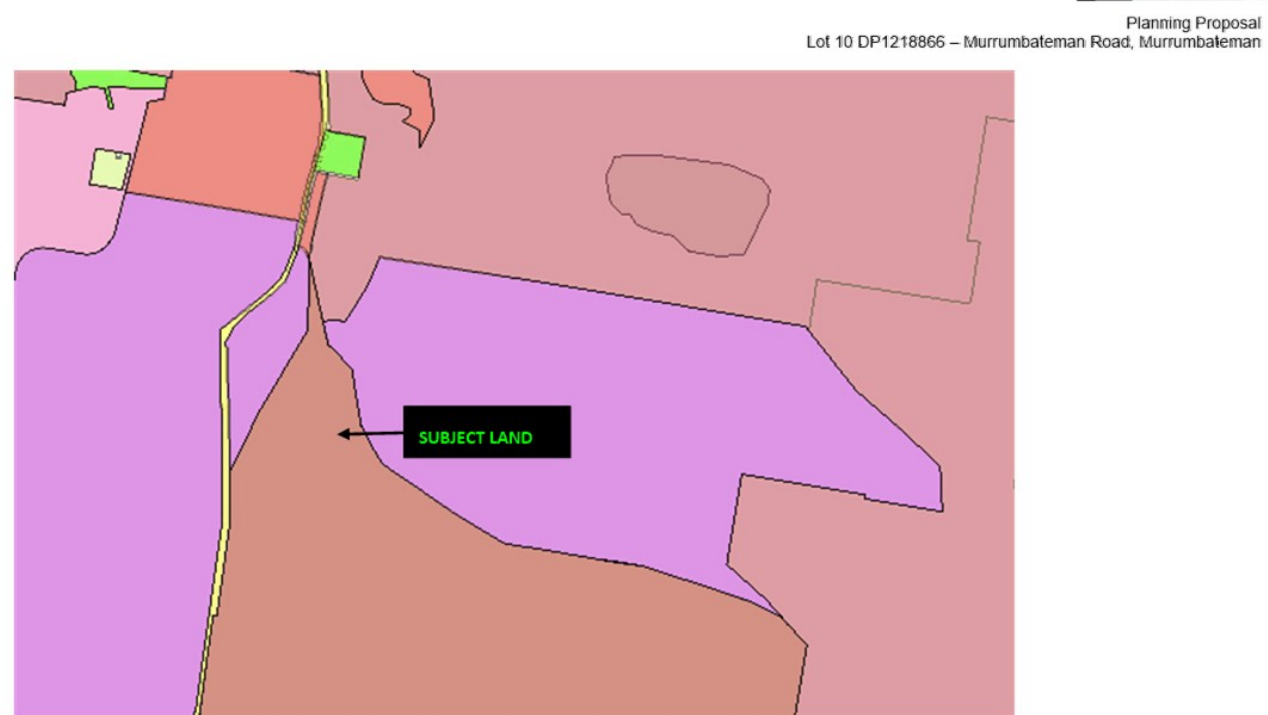 Planning Proposal
Lot 10 DP1218866 – Murrumbateman Road, Murrumbateman
SUBJECT LAND